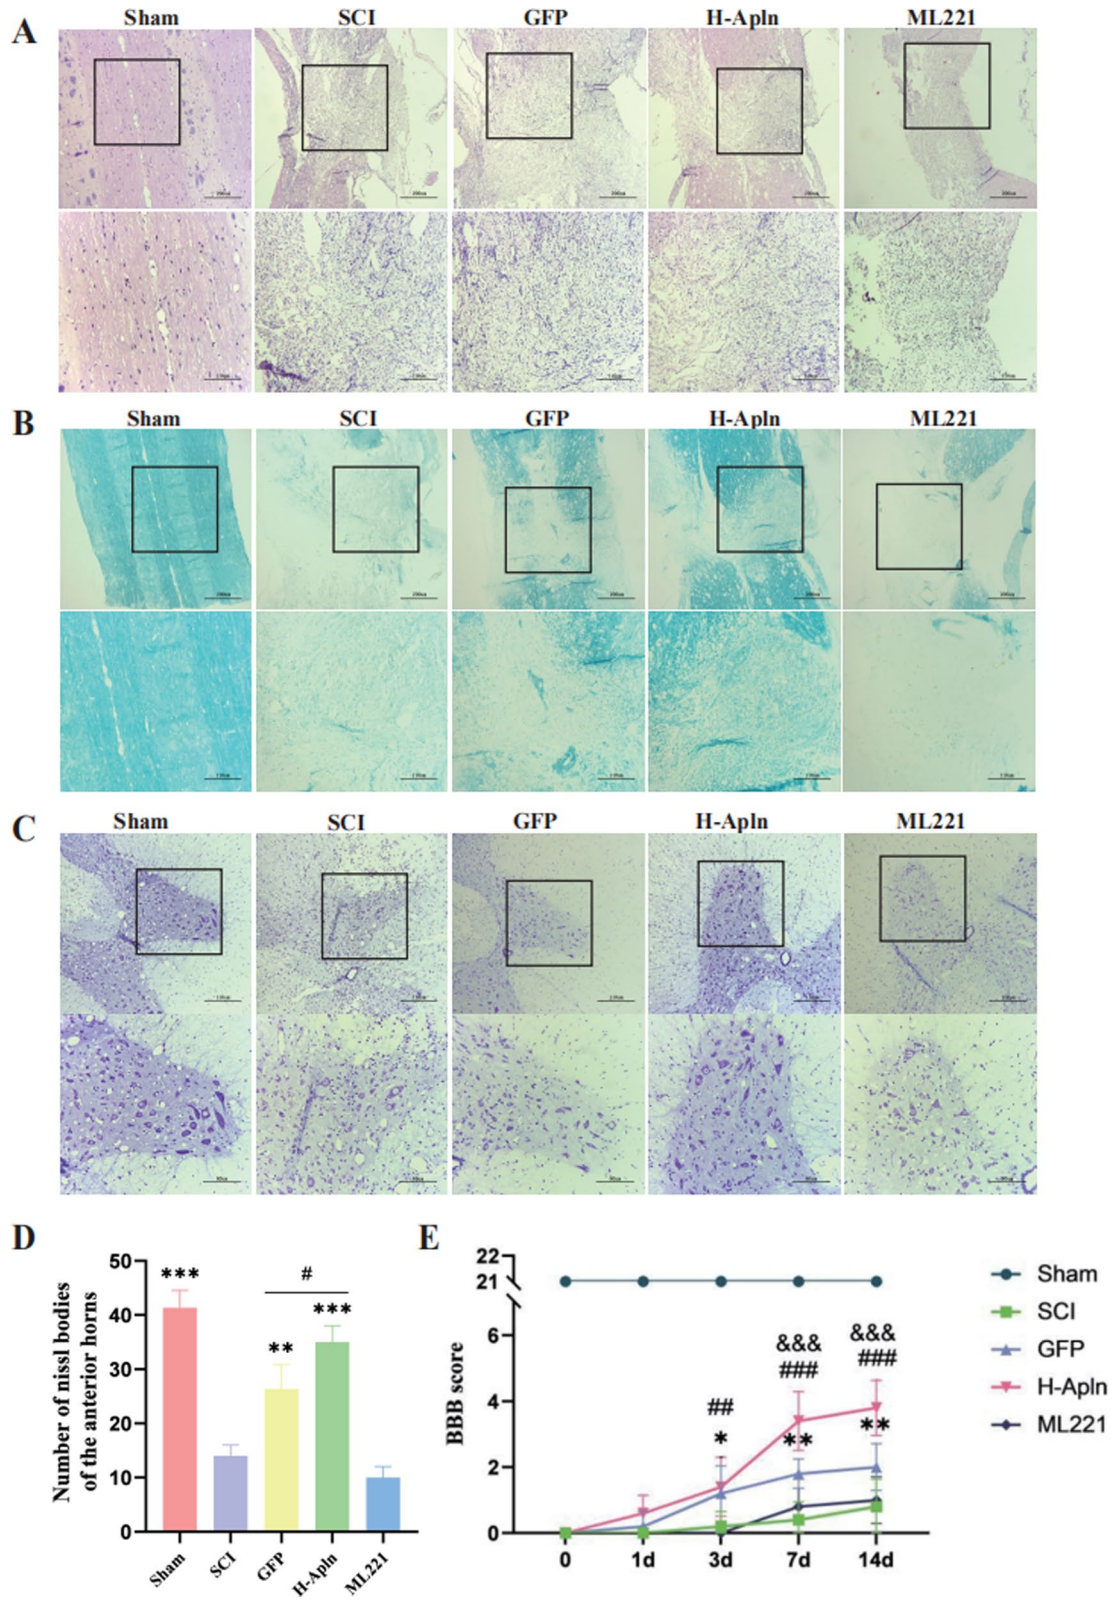 A
Sham SCI GFP H-Apln ML221
B
Sham SCI GFP H-Apln ML221
C
Sham SCI GFP H-Apln ML221
D
Number of nissl bodies
of the anterior horns
50
40
30
20
10
0
***
**
#
***
Sham SCI GFP H-Apln ML221
E
BBB score
22
21
6
4
2
0
&&& &&&
### ###
##
*
** **
0 1d 3d 7d 14d
Sham
SCI
GFP
H-Apln
ML221